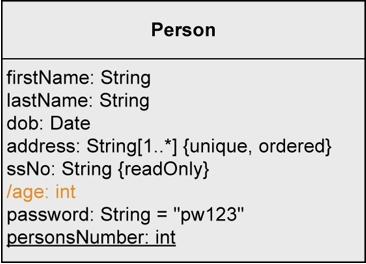 Person
firstName: String
lastName: String
dob: Date
address: String[1..*] {unique, ordered}
ssNo: String {readOnly}
/age: int
password: String = "pw123"
personsNumber: int